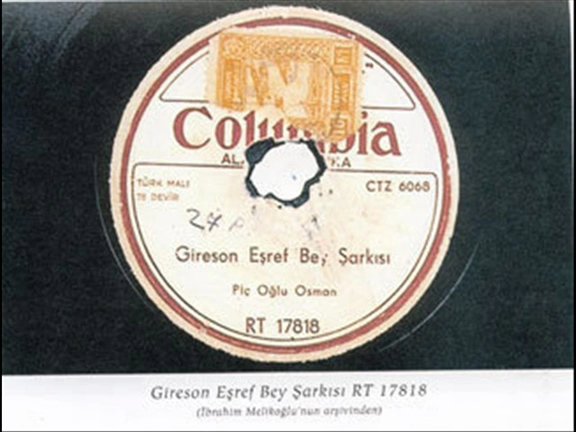 Columbia
TÜRK MALI
78 DEVİR
CTZ 6068
Gireson Eşref Bey Şarkısı
Piç Oğlu Osman
RT 17818
Gireson Eşref Bey Şarkısı RT 17818
(İbrahim Melikoğlu'nun arşivinden)